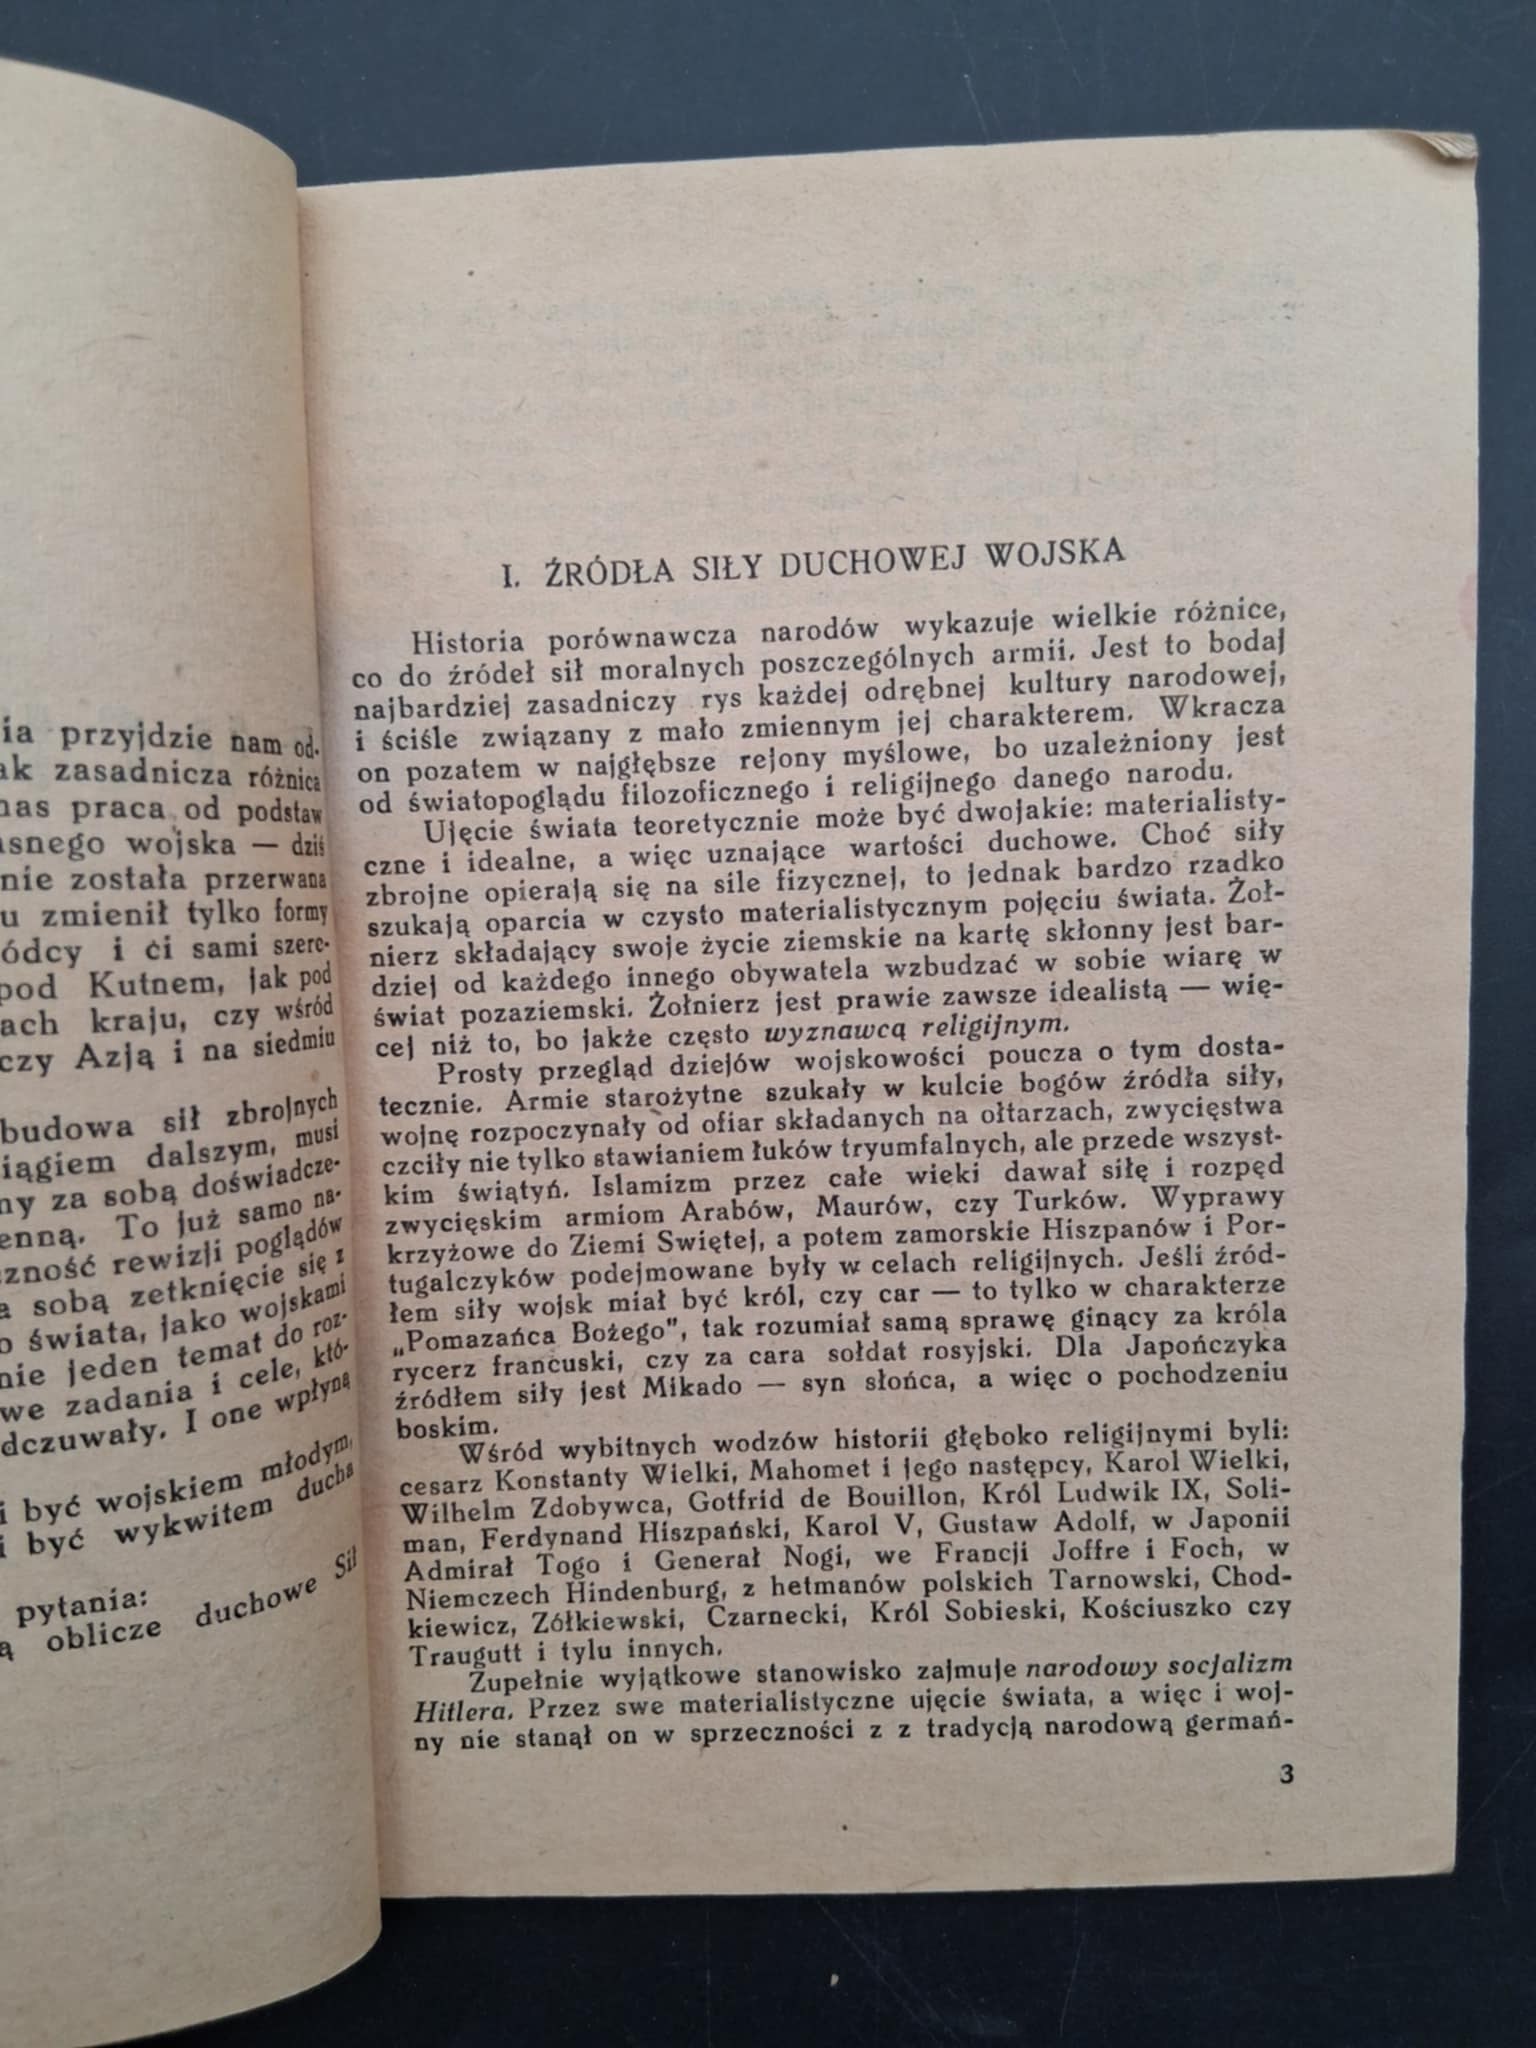 ia przyjdzie nam od-
ak zasadnicza różnica
nas praca od podstaw
asnego wojska — dziś
nie została przerwana
u zmienił tylko formy
ódcy i ci sami szere-
pod Kutnem, jak pod
ach kraju, czy wśród
czy Azją i na siedmiu
budowa sił zbrojnych
iągiem dalszym, musi
ny za sobą doświadcze-
enną. To już samo na-
zność rewizji poglądów
a sobą zetknięcie się z
o świata, jako wojskami
nie jeden temat do roz-
we zadania i cele, któ-
dczuwały. I one wpłyną
i być wojskiem młodym,
i być wykwitem ducha
pytania:
ą oblicze duchowe Sił
I. ŹRÓDŁA SIŁY DUCHOWEJ WOJSKA
Historia porównawcza narodów wykazuje wielkie różnice,
co do źródeł sił moralnych poszczególnych armii. Jest to bodaj
najbardziej zasadniczy rys każdej odrębnej kultury narodowej,
i ściśle związany z mało zmiennym jej charakterem. Wkracza
on pozatem w najgłębsze rejony myślowe, bo uzależniony jest
od światopoglądu filozoficznego i religijnego danego narodu.
Ujęcie świata teoretycznie może być dwojakie: materialisty-
czne i idealne, a więc uznające wartości duchowe. Choć siły
zbrojne opierają się na sile fizycznej, to jednak bardzo rzadko
szukają oparcia w czysto materialistycznym pojęciu świata. Żoł-
nierz składający swoje życie ziemskie na kartę skłonny jest bar-
dziej od każdego innego obywatela wzbudzać w sobie wiarę w
świat pozaziemski. Żołnierz jest prawie zawsze idealistą — wię-
cej niż to, bo jakże często wyznawcą religijnym.
Prosty przegląd dziejów wojskowości poucza o tym dosta-
tecznie. Armie starożytne szukały w kulcie bogów źródła siły,
wojnę rozpoczynały od ofiar składanych na ołtarzach, zwycięstwa
czciły nie tylko stawianiem łuków tryumfalnych, ale przede wszyst-
kim świątyń. Islamizm przez całe wieki dawał siłę i rozpęd
zwycięskim armiom Arabów, Maurów, czy Turków. Wyprawy
krzyżowe do Ziemi Swiętej, a potem zamorskie Hiszpanów i Por-
tugalczyków podejmowane były w celach religijnych. Jeśli źród-
łem siły wojsk miał być król, czy car — to tylko w charakterze
„Pomazańca Bożego", tak rozumiał samą sprawę ginący za króla
rycerz francuski, czy za cara sołdat rosyjski. Dla Japończyka
źródłem siły jest Mikado — syn słońca, a więc o pochodzeniu
boskim.
Wśród wybitnych wodzów historii głęboko religijnymi byli:
cesarz Konstanty Wielki, Mahomet i jego następcy, Karol Wielki,
Wilhelm Zdobywca, Gotfrid de Bouillon, Król Ludwik IX, Soli-
man, Ferdynand Hiszpański, Karol V, Gustaw Adolf, w Japonii
Admirał Togo i Generał Nogi, we Francji Joffre i Foch, w
Niemczech Hindenburg, z hetmanów polskich Tarnowski, Chod-
kiewicz, Zółkiewski, Czarnecki, Król Sobieski, Kościuszko czy
Traugutt i tylu innych.
Zupełnie wyjątkowe stanowisko zajmuje narodowy socjalizm
Hitlera. Przez swe materialistyczne ujęcie świata, a więc i woj-
ny nie stanął on w sprzeczności z z tradycją narodową germań-
3